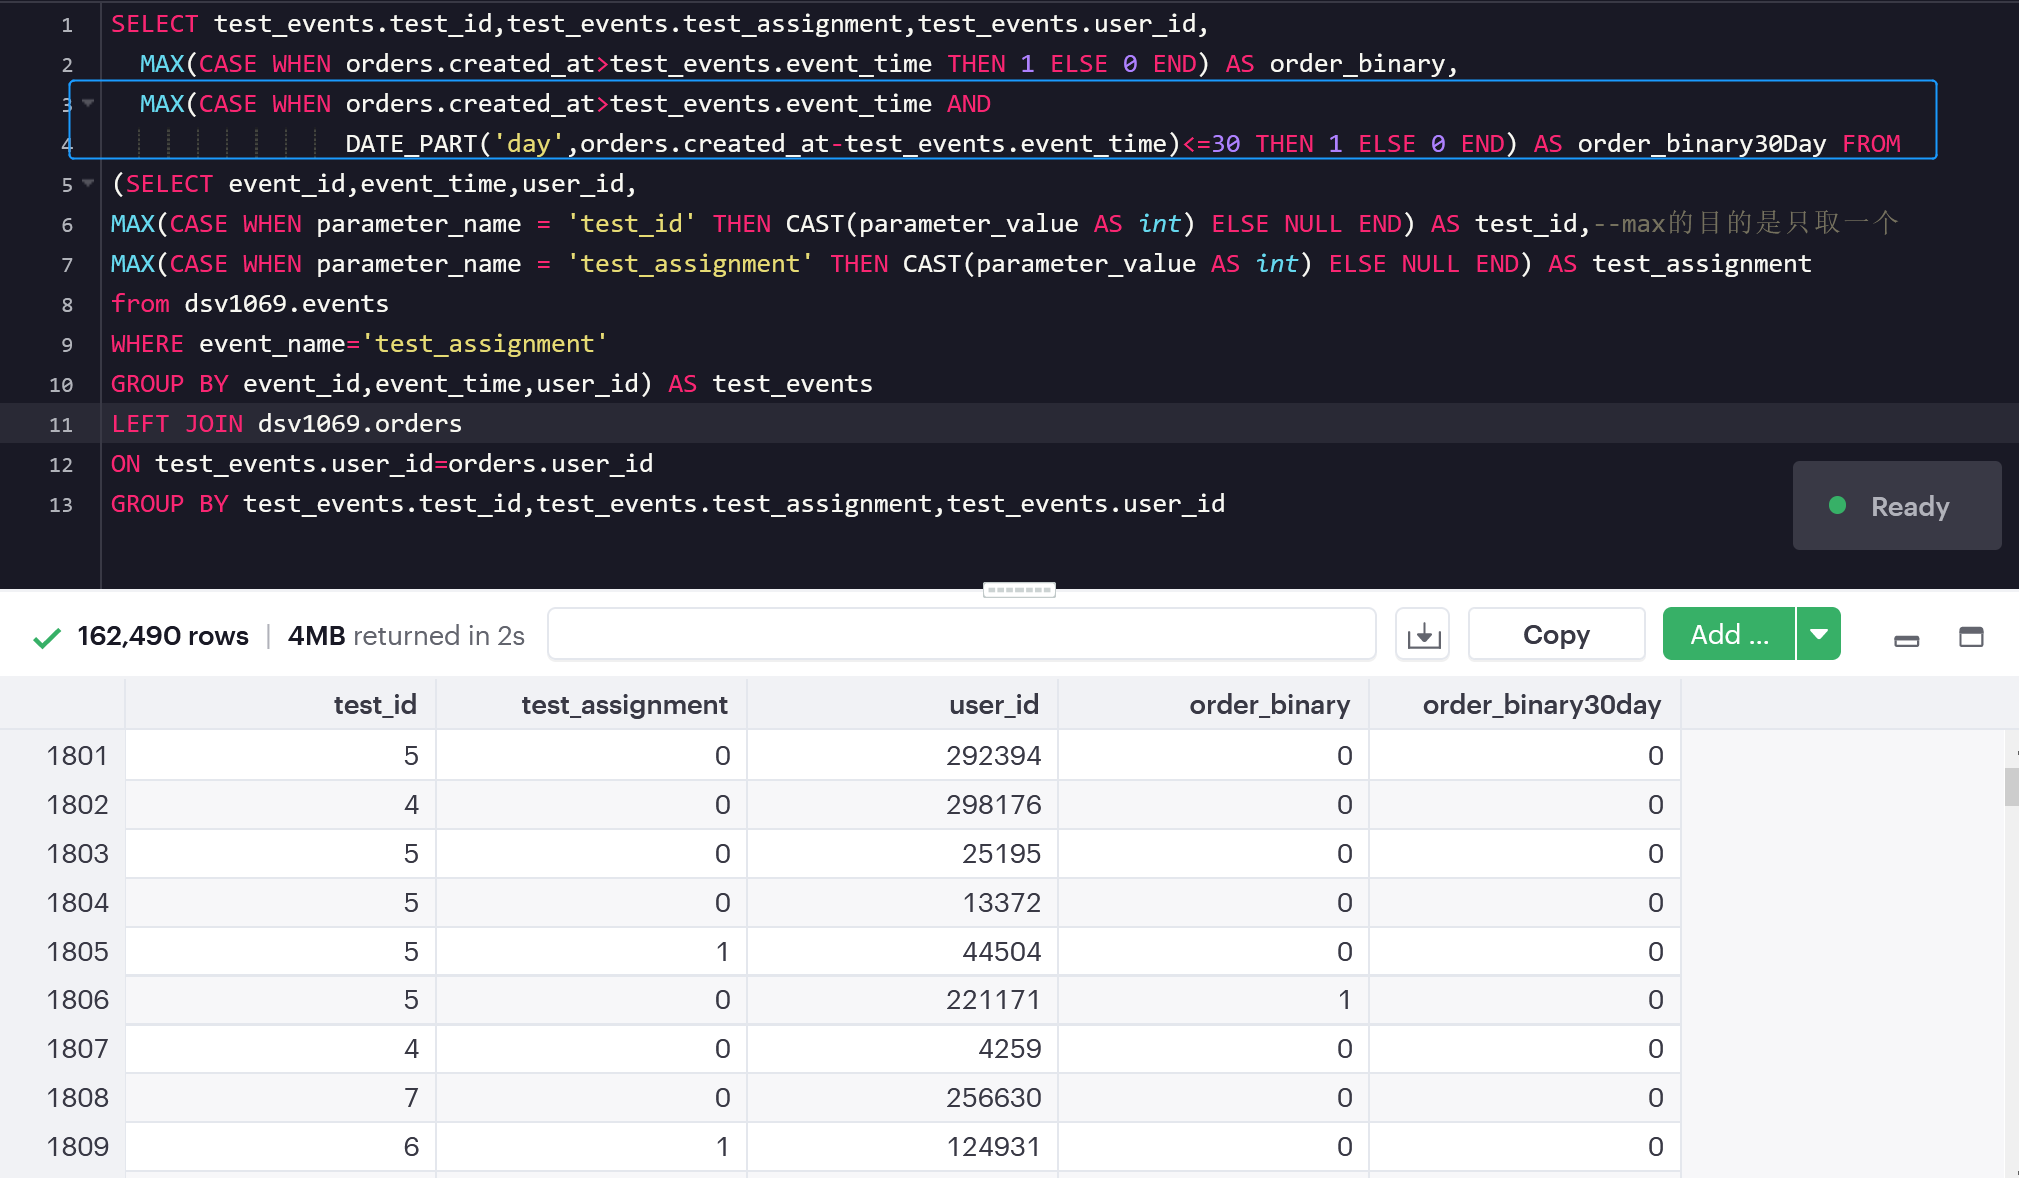 1 SELECT test_events.test_id,test_events.test_assignment,test_events.user_id,
2 MAX(CASE WHEN orders.created_at>test_events.event_time THEN 1 ELSE 0 END) AS order_binary,
3 MAX(CASE WHEN orders.created_at>test_events.event_time AND
4 DATE_PART('day',orders.created_at-test_events.event_time)<=30 THEN 1 ELSE 0 END) AS order_binary30Day FROM
5 (SELECT event_id,event_time,user_id,
6 MAX(CASE WHEN parameter_name = 'test_id' THEN CAST(parameter_value AS int) ELSE NULL END) AS test_id,--max的目的是只取一个
7 MAX(CASE WHEN parameter_name = 'test_assignment' THEN CAST(parameter_value AS int) ELSE NULL END) AS test_assignment
8 from dsv1069.events
9 WHERE event_name='test_assignment'
10 GROUP BY event_id,event_time,user_id) AS test_events
11 LEFT JOIN dsv1069.orders
12 ON test_events.user_id=orders.user_id
13 GROUP BY test_events.test_id,test_events.test_assignment,test_events.user_id
Ready
162,490 rows | 4MB returned in 2s Copy Add ...
test_id test_assignment user_id order_binary order_binary30day
1801 5 0 292394 0 0
1802 4 0 298176 0 0
1803 5 0 25195 0 0
1804 5 0 13372 0 0
1805 5 1 44504 0 0
1806 5 0 221171 1 0
1807 4 0 4259 0 0
1808 7 0 256630 0 0
1809 6 1 124931 0 0